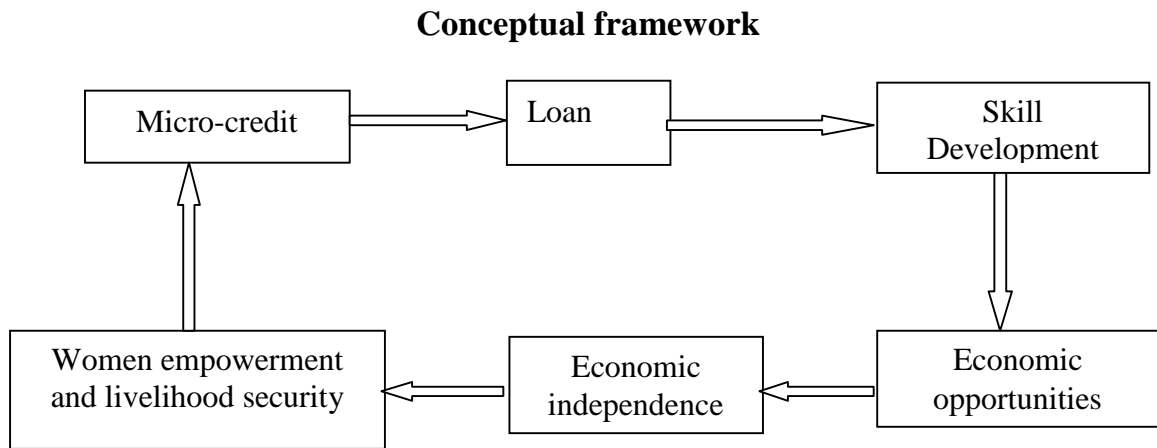 Conceptual framework
Micro-credit
Loan
Skill
Development
Economic
opportunities
Economic
independence
Women empowerment
and livelihood security